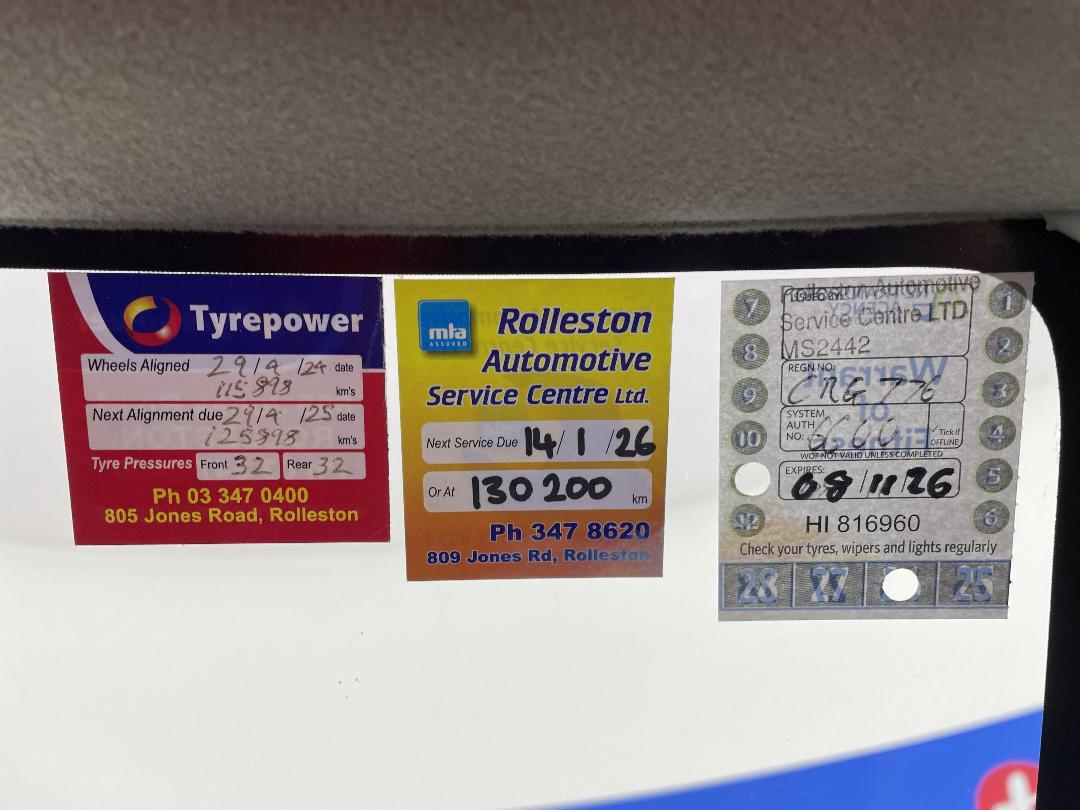 Tyrepower
Wheels Aligned 29/4/24 date
115898 km's
Next Alignment due 29/4/25 date
125898 km's
Tyre Pressures Front 32 Rear 32
Ph 03 347 0400
805 Jones Road, Rolleston
mta
ASSURED
Rolleston
Automotive
Service Centre Ltd.
Next Service Due 14/1/26
Or At 130200 km
Ph 347 8620
809 Jones Rd, Rolleston
Rolleston Automotive
Service Centre LTD
MS2442
REGN NO:
CRG776
SYSTEM
AUTH
NO:
Tick if
OFFLINE
WOF NOT VALID UNLESS COMPLETED
EXPIRES:
08/11/26
HI 816960
Check your tyres, wipers and lights regularly
7
8
9
10
12
1
2
4
5
6
28 27 25
Warrant
of
Fitness